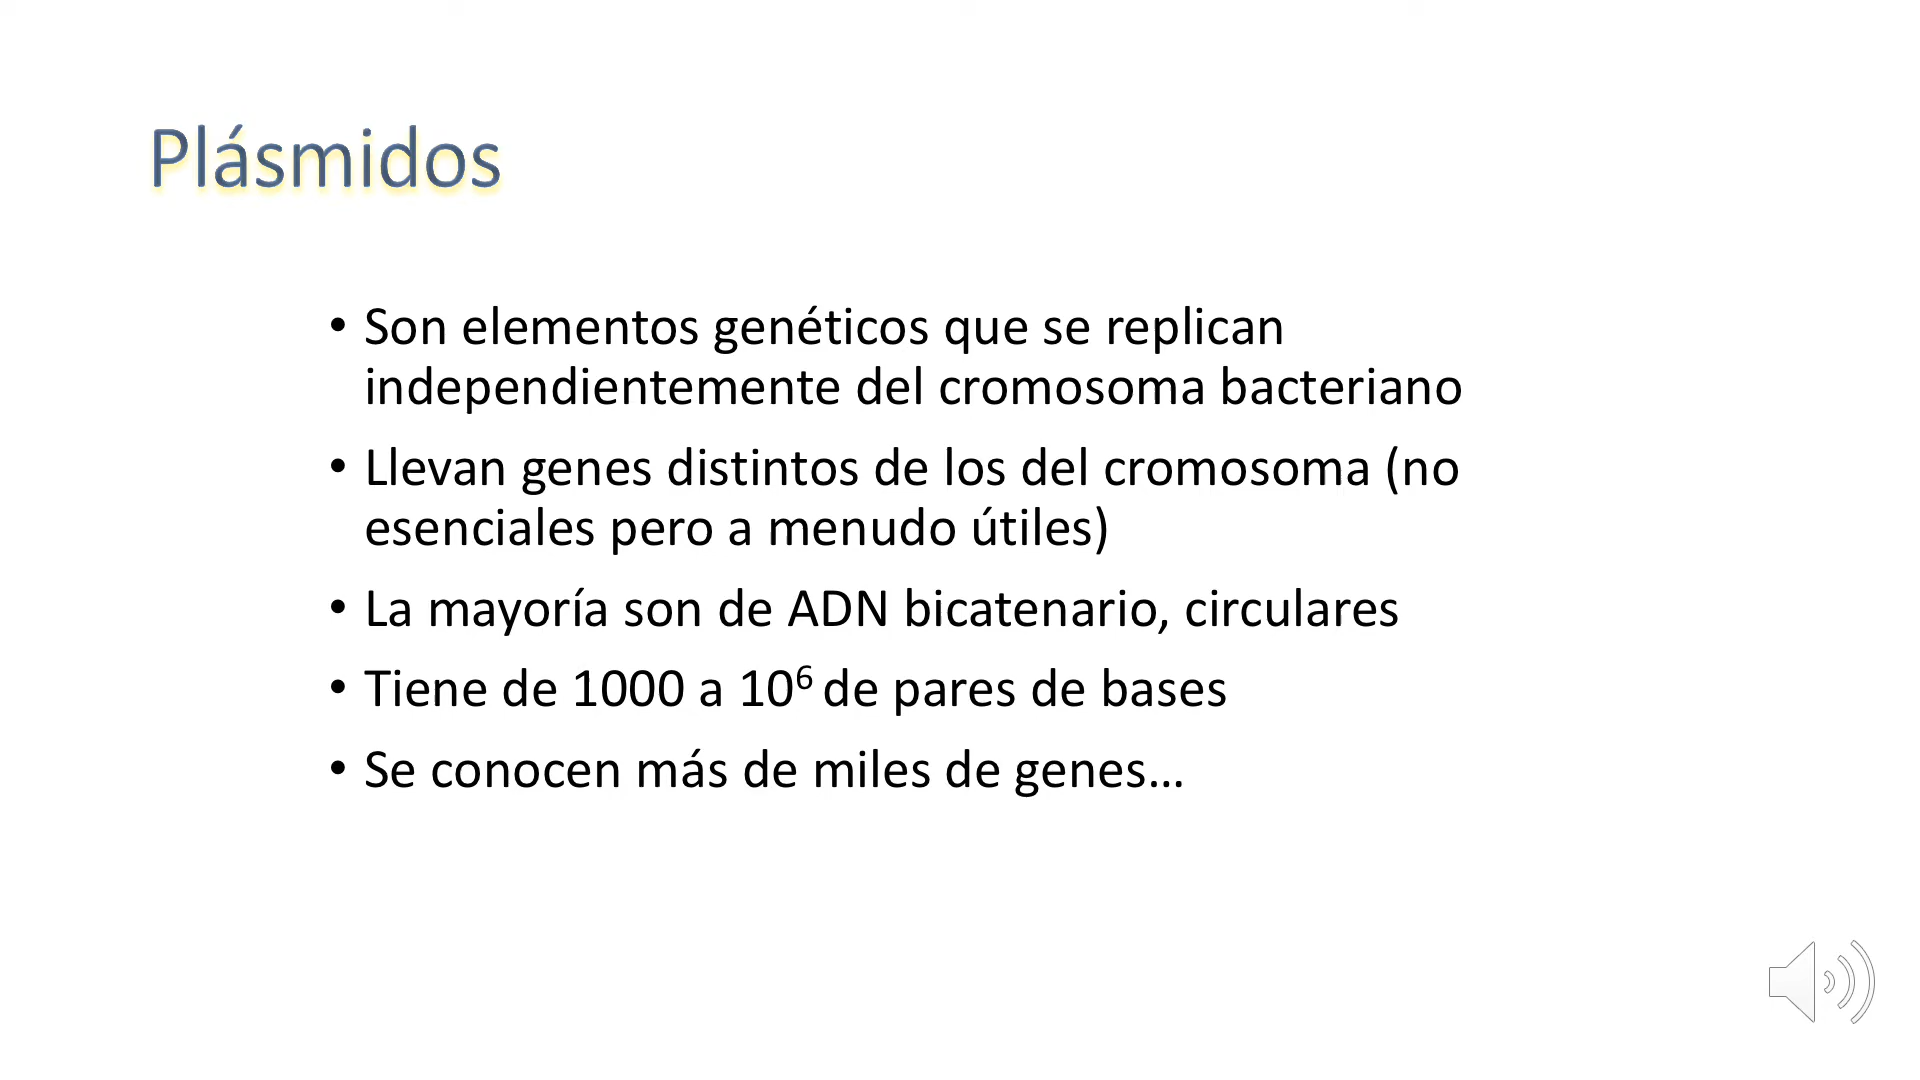 Plásmidos
• Son elementos genéticos que se replican
independientemente del cromosoma bacteriano
• Llevan genes distintos de los del cromosoma (no
esenciales pero a menudo útiles)
• La mayoría son de ADN bicatenario, circulares
• Tiene de 1000 a 10⁶ de pares de bases
• Se conocen más de miles de genes…